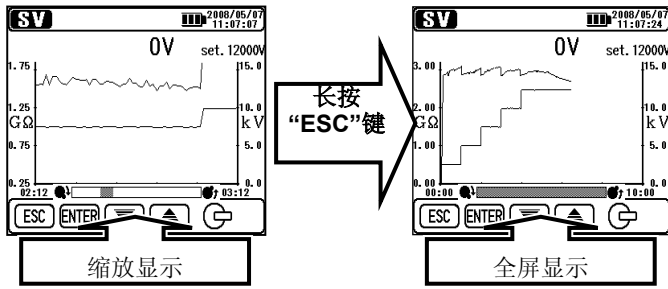 SV
2008/05/07
11:07:07
0V
set. 12000V
1.75
1.25
GΩ
0.75
0.25
15.0
10.0
kV
5.0
0.0
02:12
03:12
ESC
ENTER
缩放显示
长按
“ESC”键
SV
2008/05/07
11:07:24
0V
set. 12000V
3.00
2.00
GΩ
1.00
0.00
15.0
10.0
kV
5.0
0.0
00:00
10:00
ESC
ENTER
全屏显示